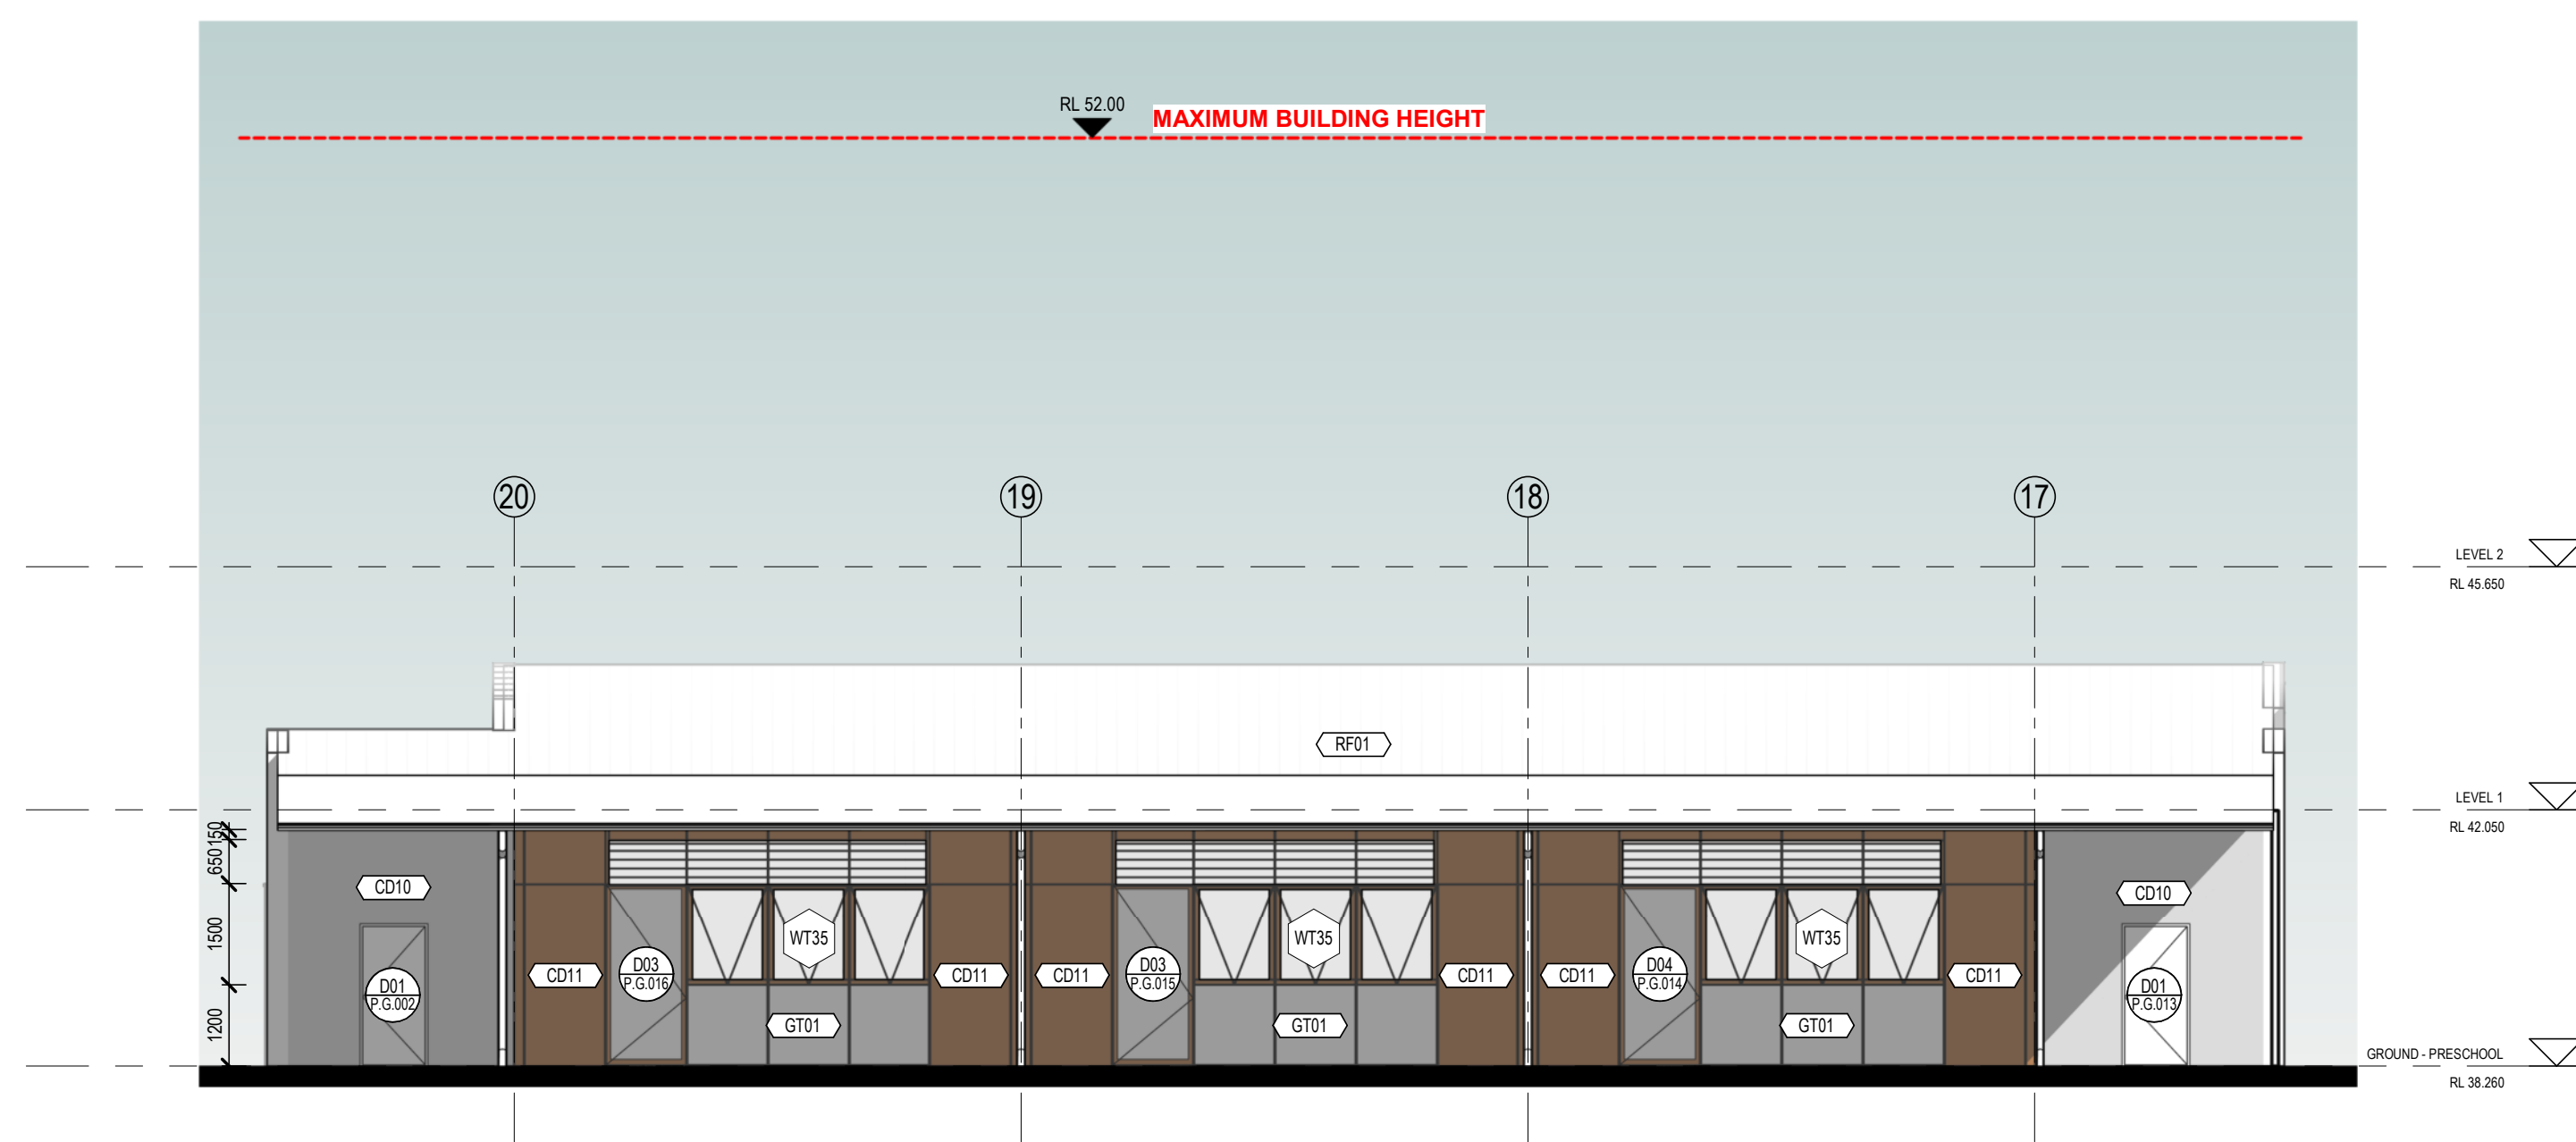 RL 52.00
MAXIMUM BUILDING HEIGHT
20
19
18
17
LEVEL 2
RL 45.650
RF01
LEVEL 1
RL 42.050
150
650
1500
1200
CD10
CD10
WT35
WT35
WT35
CD11
D03
P.G.016
CD11
CD11
D03
P.G.015
CD11
CD11
D04
P.G.014
CD11
D01
P.G.002
D01
P.G.013
GT01
GT01
GT01
GROUND - PRESCHOOL
RL 38.260